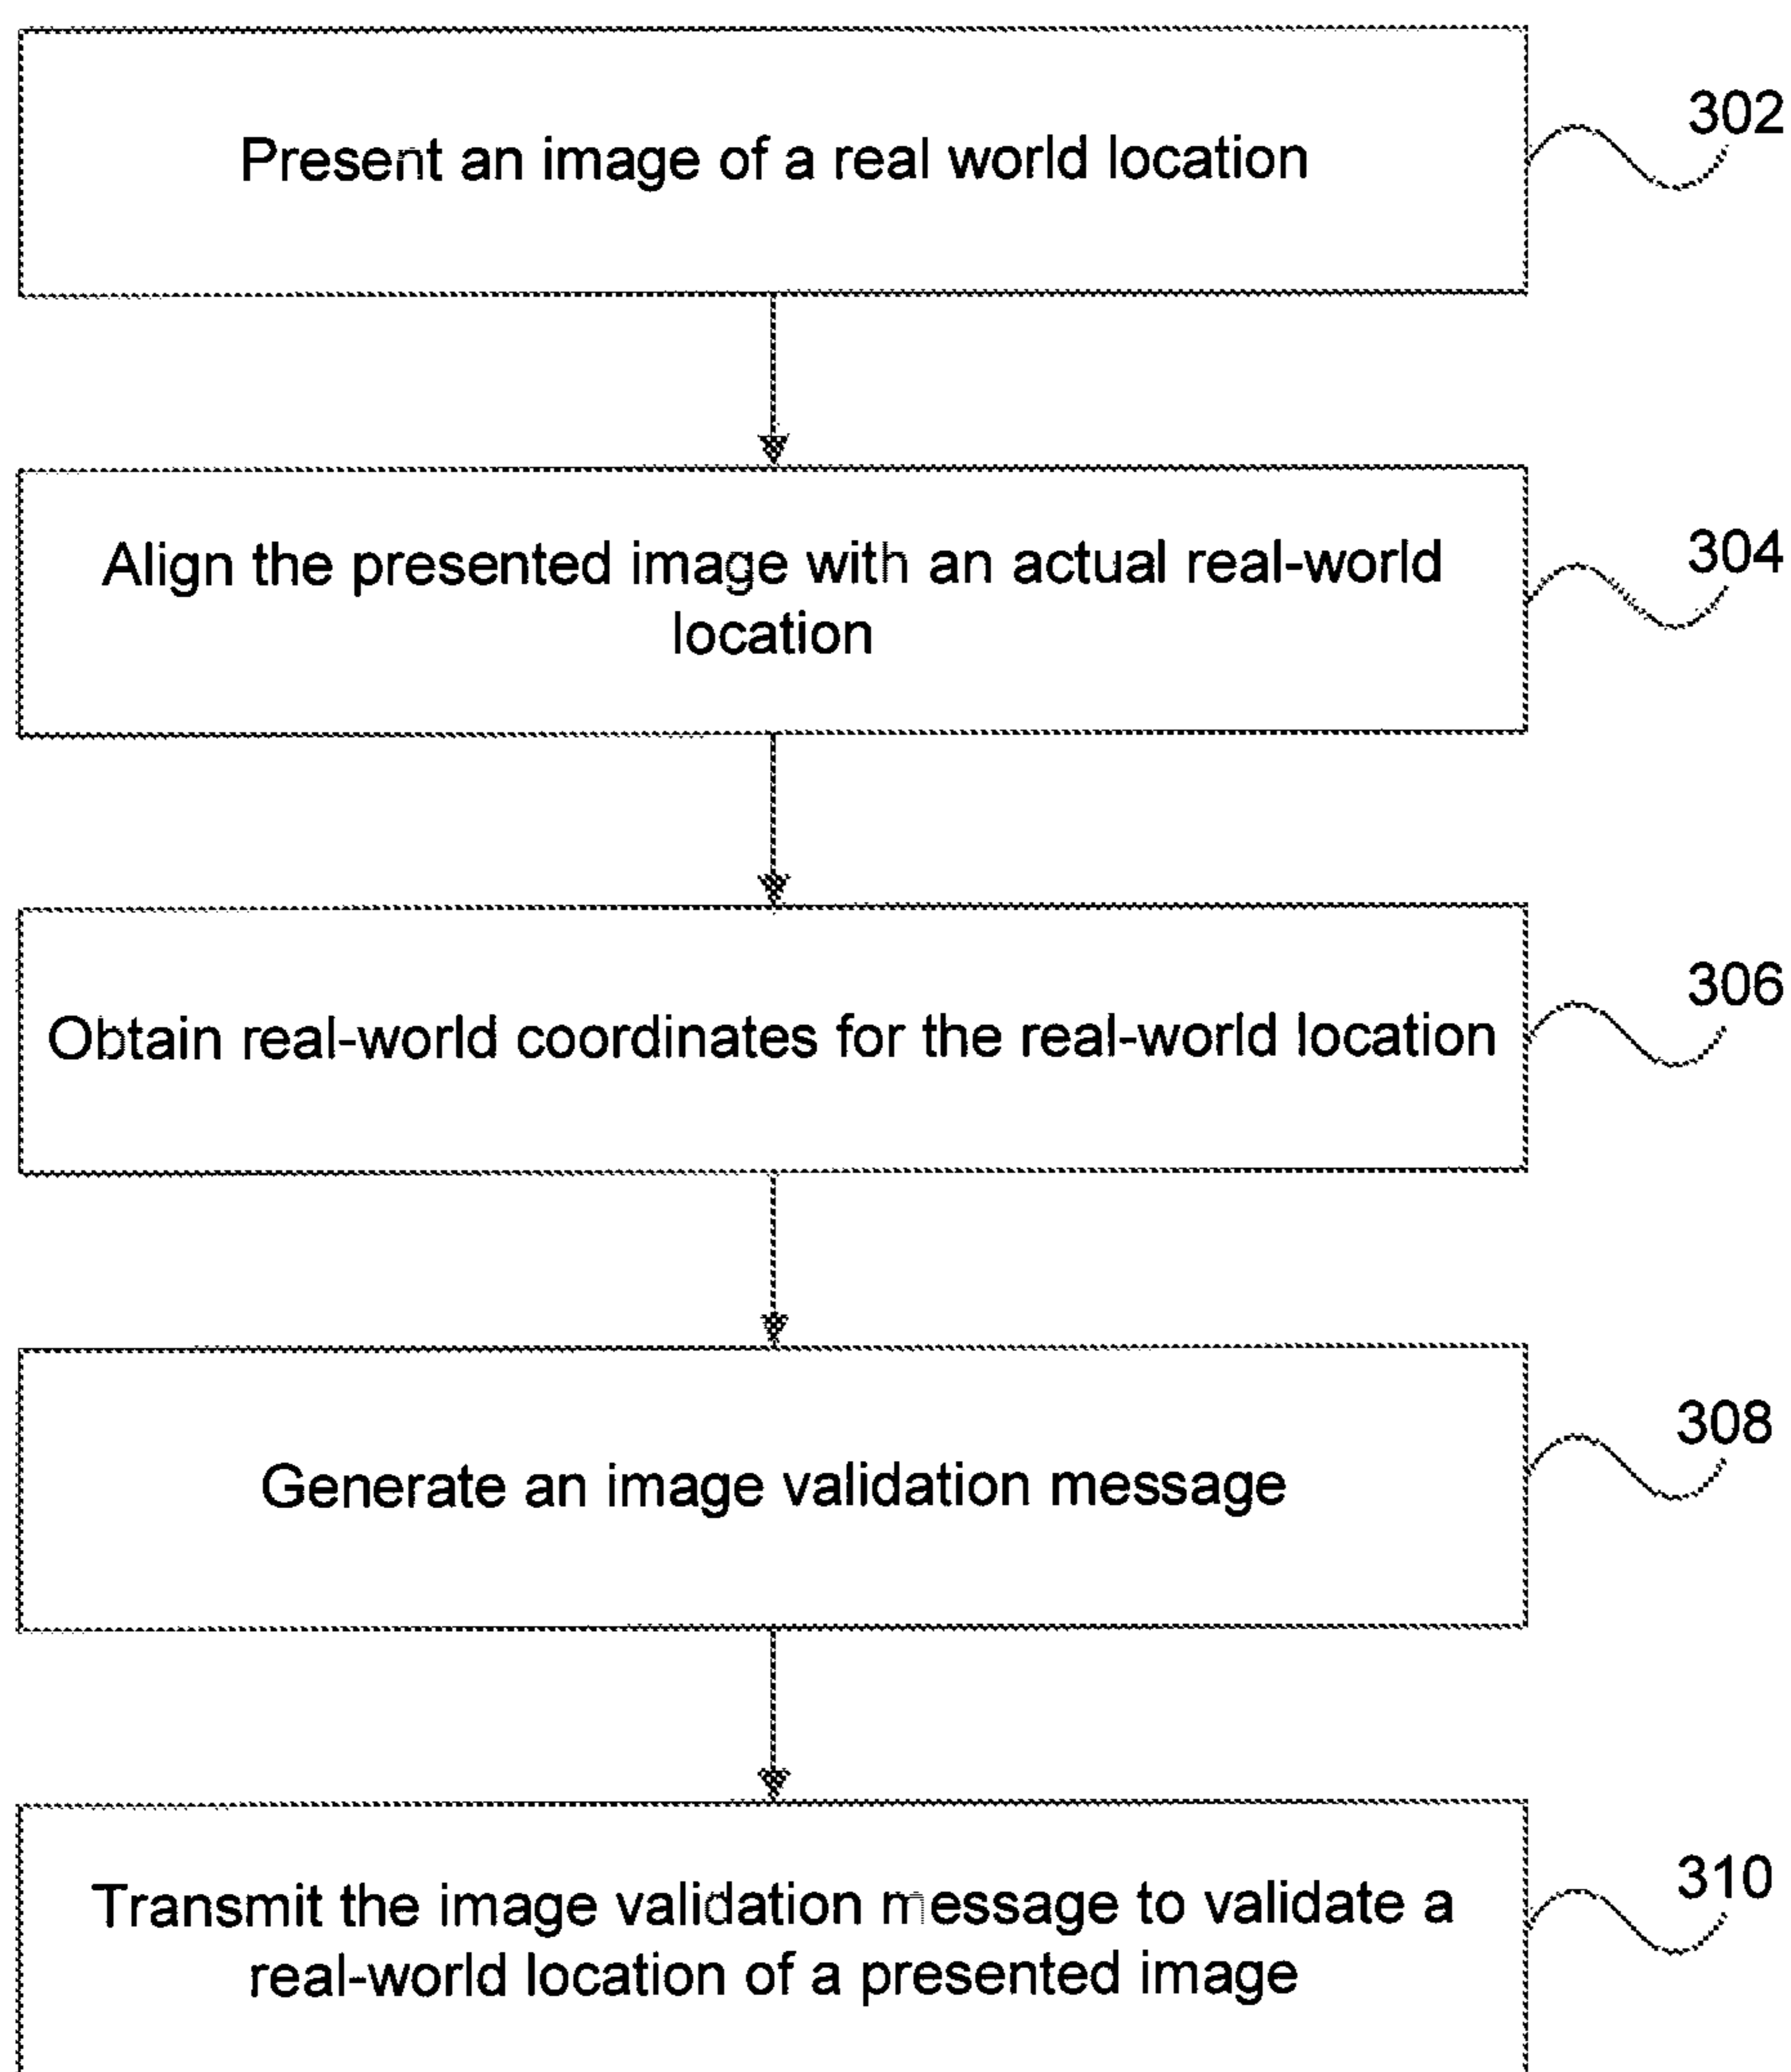 Present an image of a real world location
302
Align the presented image with an actual real-world
location
304
Obtain real-world coordinates for the real-world location
306
Generate an image validation message
308
Transmit the image validation message to validate a
real-world location of a presented image
310